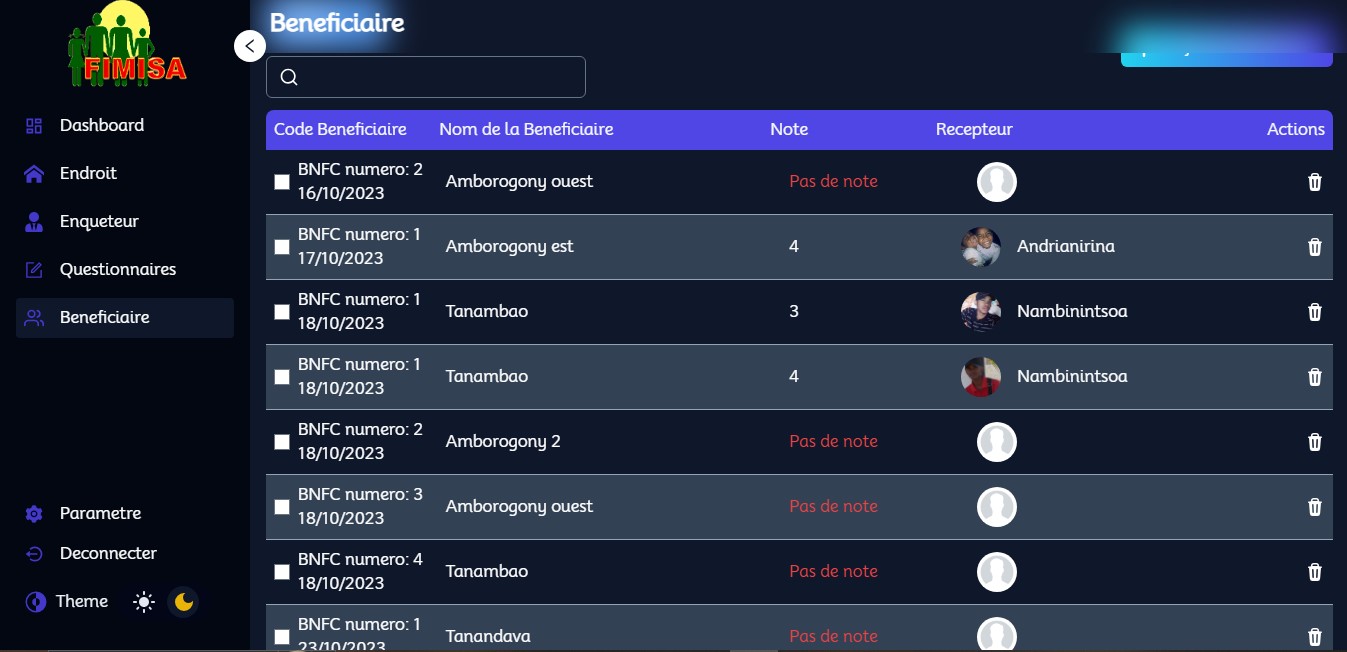 FIMISA
Dashboard
Endroit
Enqueteur
Questionnaires
Beneficiaire
Parametre
Deconnecter
Theme
Beneficiaire
Code Beneficiaire Nom de la Beneficiaire Note Recepteur Actions
BNFC numero: 2
16/10/2023
Amborogony ouest Pas de note
BNFC numero: 1
17/10/2023
Amborogony est 4 Andrianirina
BNFC numero: 1
18/10/2023
Tanambao 3 Nambinintsoa
BNFC numero: 1
18/10/2023
Tanambao 4 Nambinintsoa
BNFC numero: 2
18/10/2023
Amborogony 2 Pas de note
BNFC numero: 3
18/10/2023
Amborogony ouest Pas de note
BNFC numero: 4
18/10/2023
Tanambao Pas de note
BNFC numero: 1
23/10/2023
Tanandava Pas de note